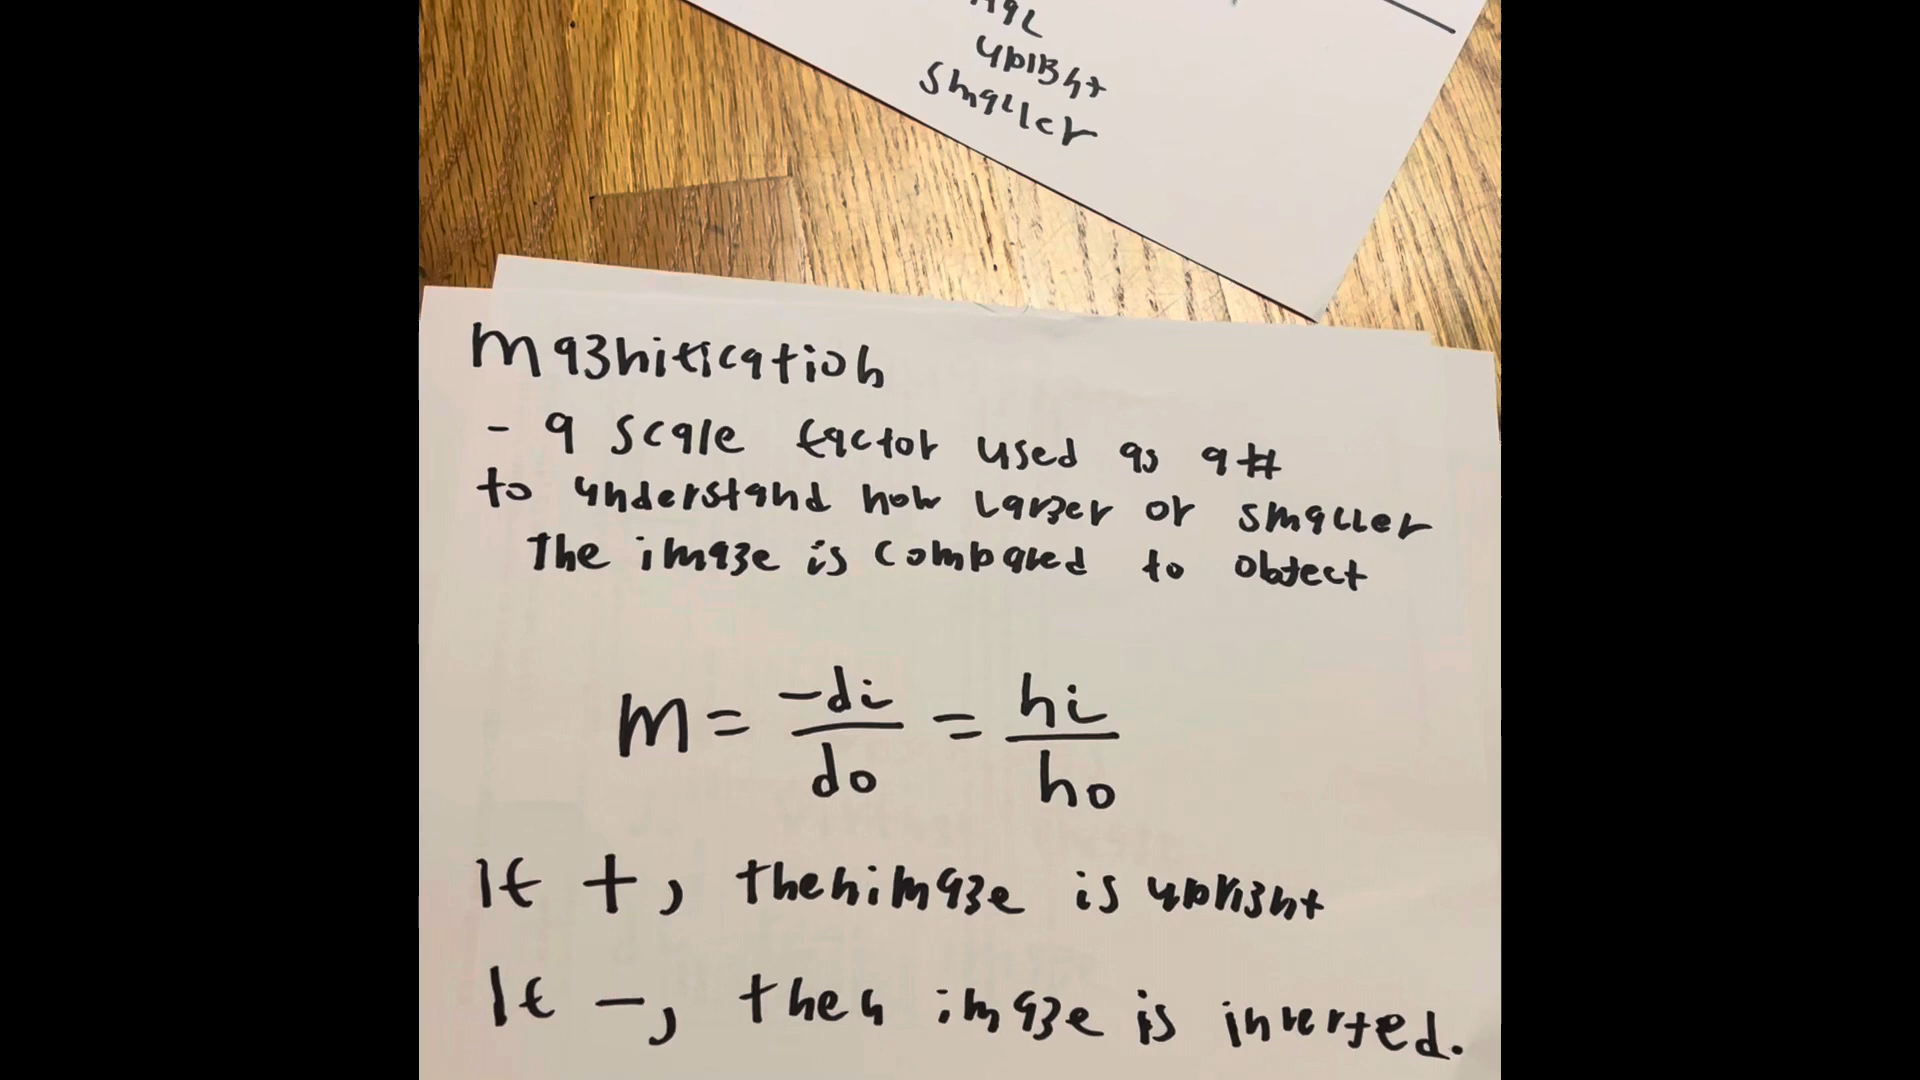 upright
smaller
Magnification
- a scale factor used as a #
to understand how larger or smaller
The image is compared to object
m = -di/do = hi/ho
If +, then image is upright
If -, then image is inverted.